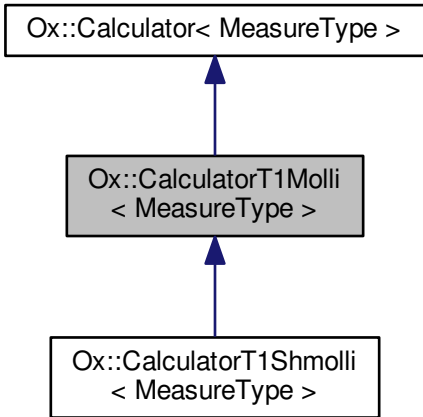 Ox::Calculator< MeasureType >
Ox::CalculatorT1Molli
< MeasureType >
Ox::CalculatorT1Shmolli
< MeasureType >